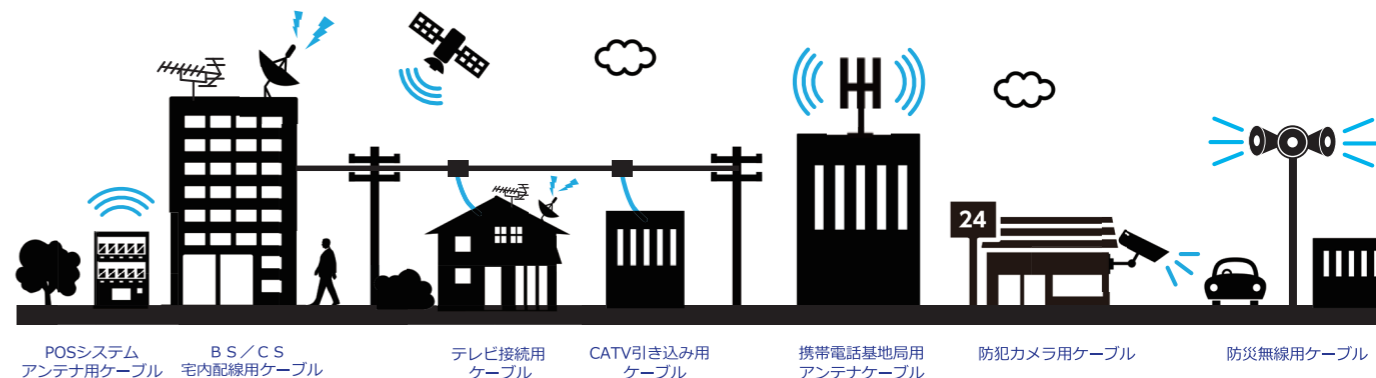 24
POSシステム
アンテナ用ケーブル
ＢＳ／ＣＳ
宅内配線用ケーブル
テレビ接続用
ケーブル
CATV引き込み用
ケーブル
携帯電話基地局用
アンテナケーブル
防犯カメラ用ケーブル
防災無線用ケーブル